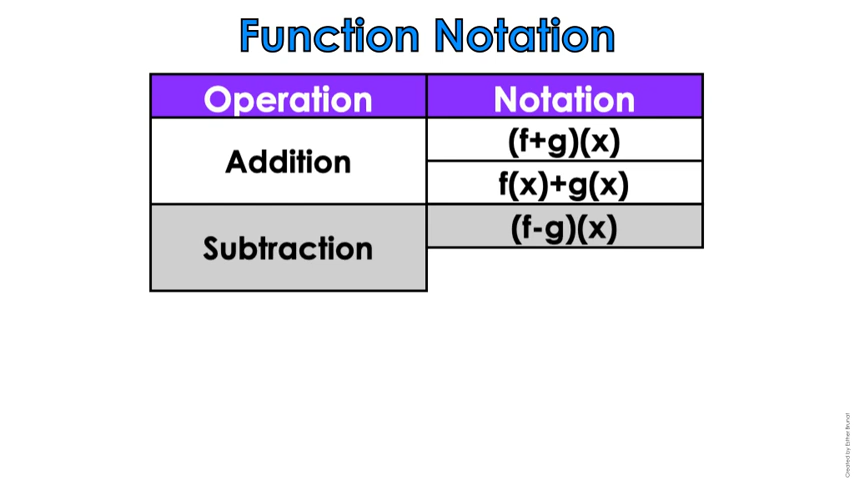 Function Notation
Operation Notation
Addition
(f+g)(x)
f(x)+g(x)
Subtraction
(f-g)(x)
Created by Esther Brunat